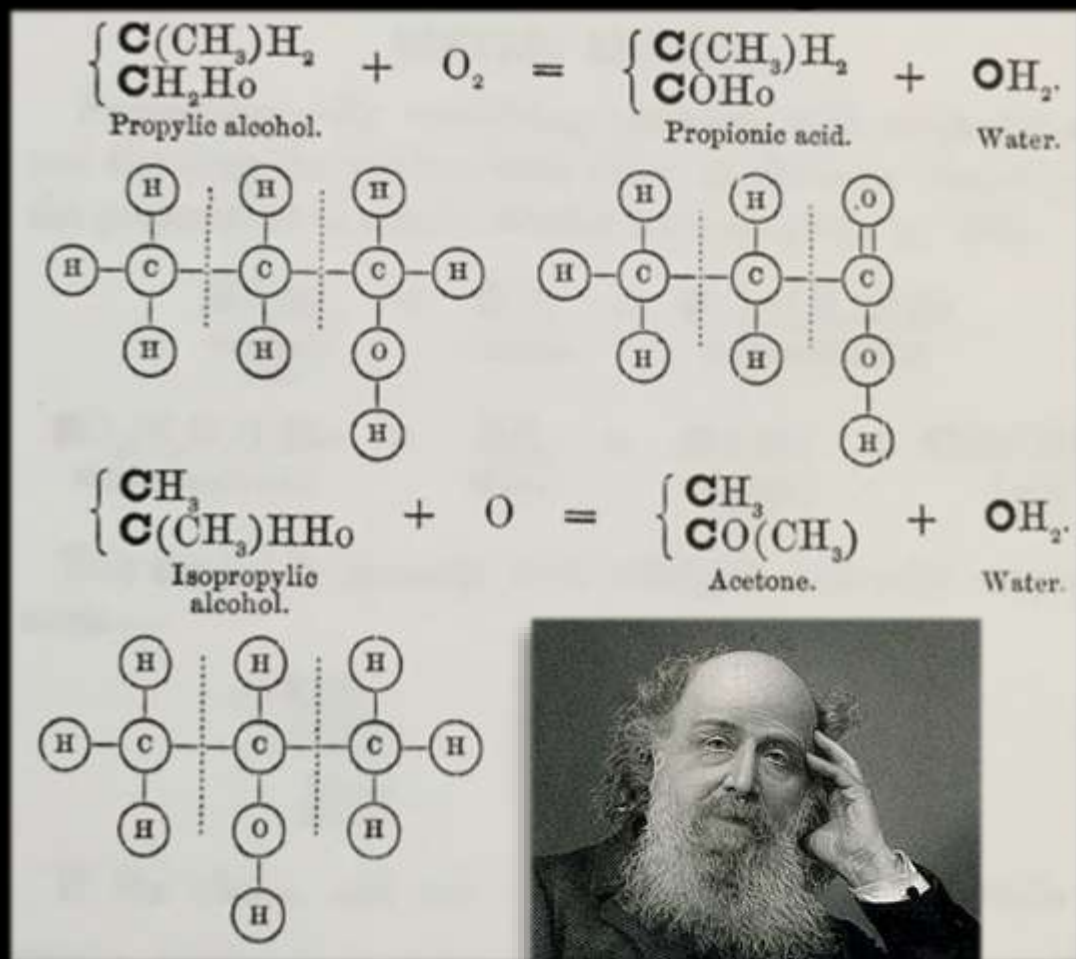 { C(CH₃)H₂ + O₂ = { C(CH₃)H₂ + OH₂.
{ CH₂Ho { COHo
Propylic alcohol. Propionic acid. Water.
H H H H H O
H C C C H H C C C
H H O H H O
H H
{ CH₃ + O = { CH₃ + OH₂.
{ C(CH₃)HHo { CO(CH₃)
Isopropylic Acetone. Water.
alcohol.
H H H
H C C C H
H O H
H